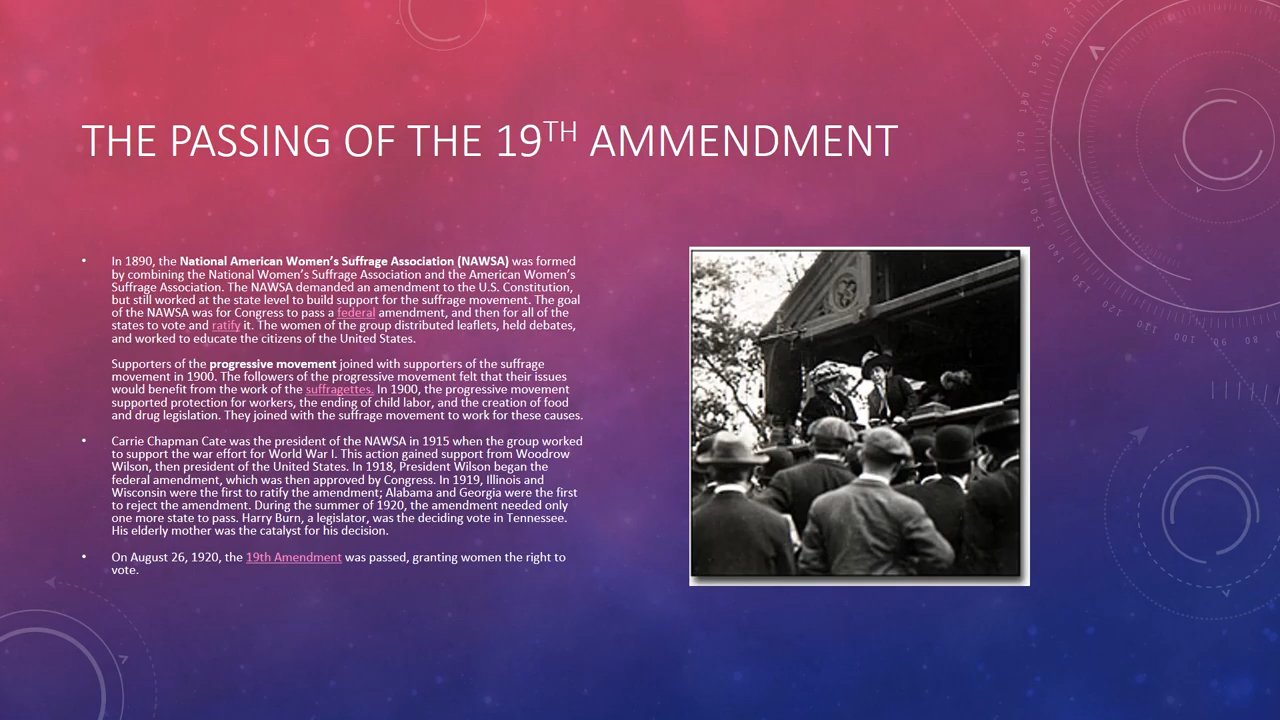 THE PASSING OF THE 19TH AMMENDMENT
• In 1890, the National American Women's Suffrage Association (NAWSA) was formed
by combining the National Women's Suffrage Association and the American Women's
Suffrage Association. The NAWSA demanded an amendment to the U.S. Constitution,
but still worked at the state level to build support for the suffrage movement. The goal
of the NAWSA was for Congress to pass a federal amendment, and then for all of the
states to vote and ratify it. The women of the group distributed leaflets, held debates,
and worked to educate the citizens of the United States.
Supporters of the progressive movement joined with supporters of the suffrage
movement in 1900. The followers of the progressive movement felt that their issues
would benefit from the work of the suffragettes. In 1900, the progressive movement
supported protection for workers, the ending of child labor, and the creation of food
and drug legislation. They joined with the suffrage movement to work for these causes.
• Carrie Chapman Cate was the president of the NAWSA in 1915 when the group worked
to support the war effort for World War I. This action gained support from Woodrow
Wilson, then president of the United States. In 1918, President Wilson began the
federal amendment, which was then approved by Congress. In 1919, Illinois and
Wisconsin were the first to ratify the amendment; Alabama and Georgia were the first
to reject the amendment. During the summer of 1920, the amendment needed only
one more state to pass. Harry Burn, a legislator, was the deciding vote in Tennessee.
His elderly mother was the catalyst for his decision.
• On August 26, 1920, the 19th Amendment was passed, granting women the right to
vote.
210
200
190
180
170
160
150
140
130
120
110
100
90
80